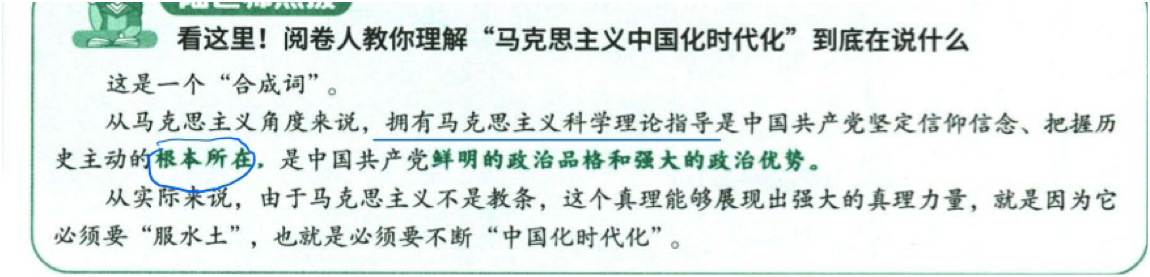 看这里！阅卷人教你理解“马克思主义中国化时代化”到底在说什么
这是一个“合成词”。
从马克思主义角度来说，拥有马克思主义科学理论指导是中国共产党坚定信仰信念、把握历
史主动的根本所在，是中国共产党鲜明的政治品格和强大的政治优势。
从实际来说，由于马克思主义不是教条，这个真理能够展现出强大的真理力量，就是因为它
必须要“服水土”，也就是必须要不断“中国化时代化”。